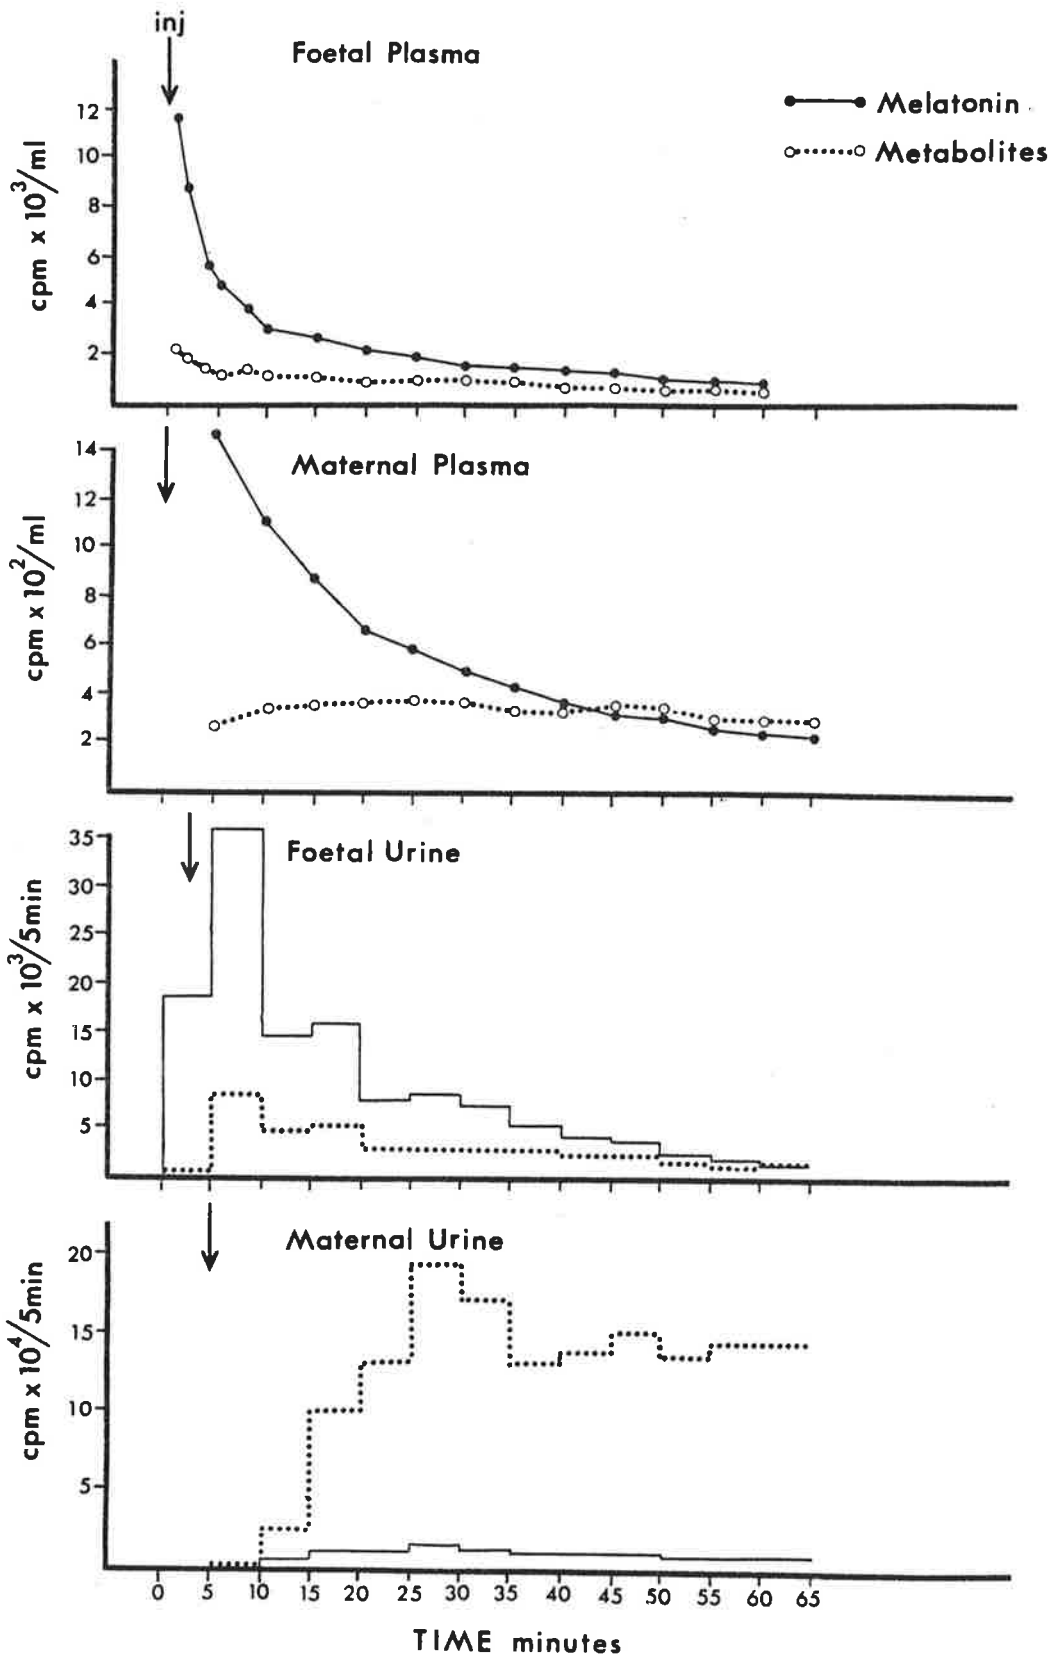 inj
Foetal Plasma
Melatonin
Metabolites
cpm x 10³/ml
12
10
8
6
4
2
Maternal Plasma
cpm x 10²/ml
14
12
10
8
6
4
2
Foetal Urine
cpm x 10³/5min
35
30
25
20
15
10
5
Maternal Urine
cpm x 10⁴/5min
20
15
10
5
0 5 10 15 20 25 30 35 40 45 50 55 60 65
TIME minutes